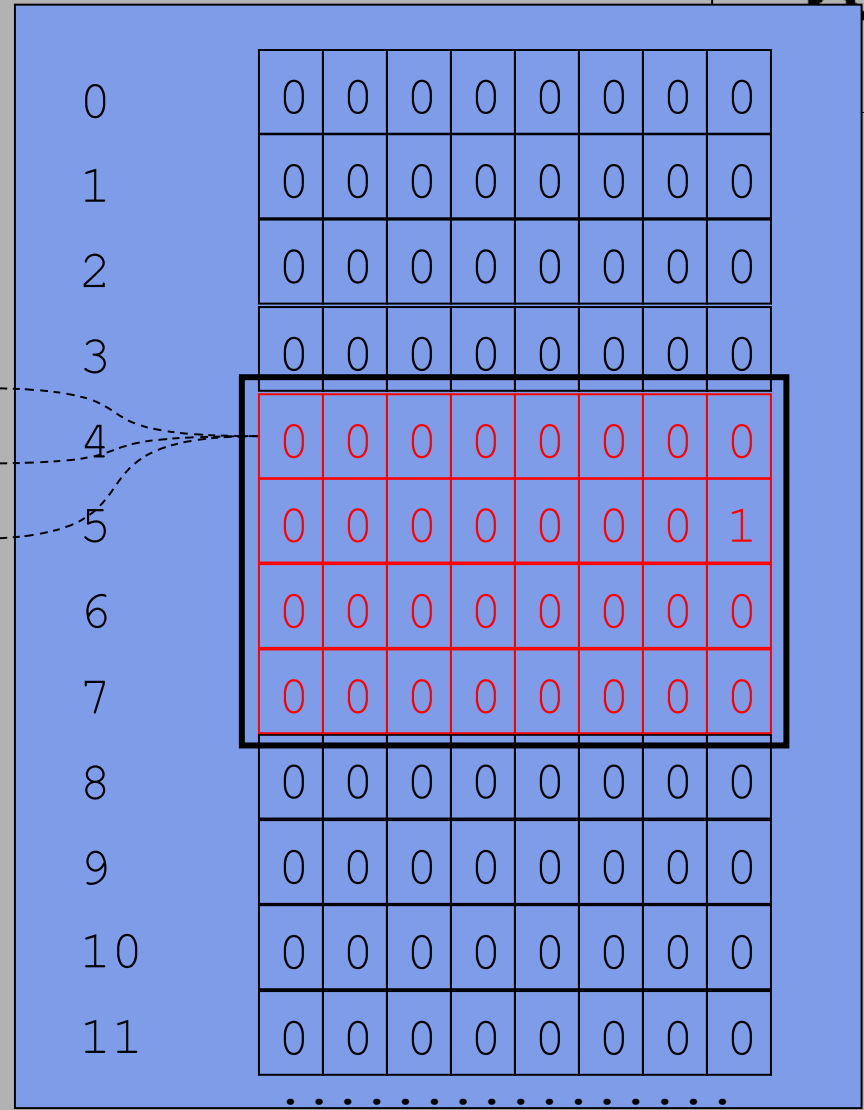 0 0 0 0 0 0 0 0 0
1 0 0 0 0 0 0 0 0
2 0 0 0 0 0 0 0 0
3 0 0 0 0 0 0 0 0
4 0 0 0 0 0 0 0 0
5 0 0 0 0 0 0 0 1
6 0 0 0 0 0 0 0 0
7 0 0 0 0 0 0 0 0
8 0 0 0 0 0 0 0 0
9 0 0 0 0 0 0 0 0
10 0 0 0 0 0 0 0 0
11 0 0 0 0 0 0 0 0
. . . . . . . . . . . . . . . .